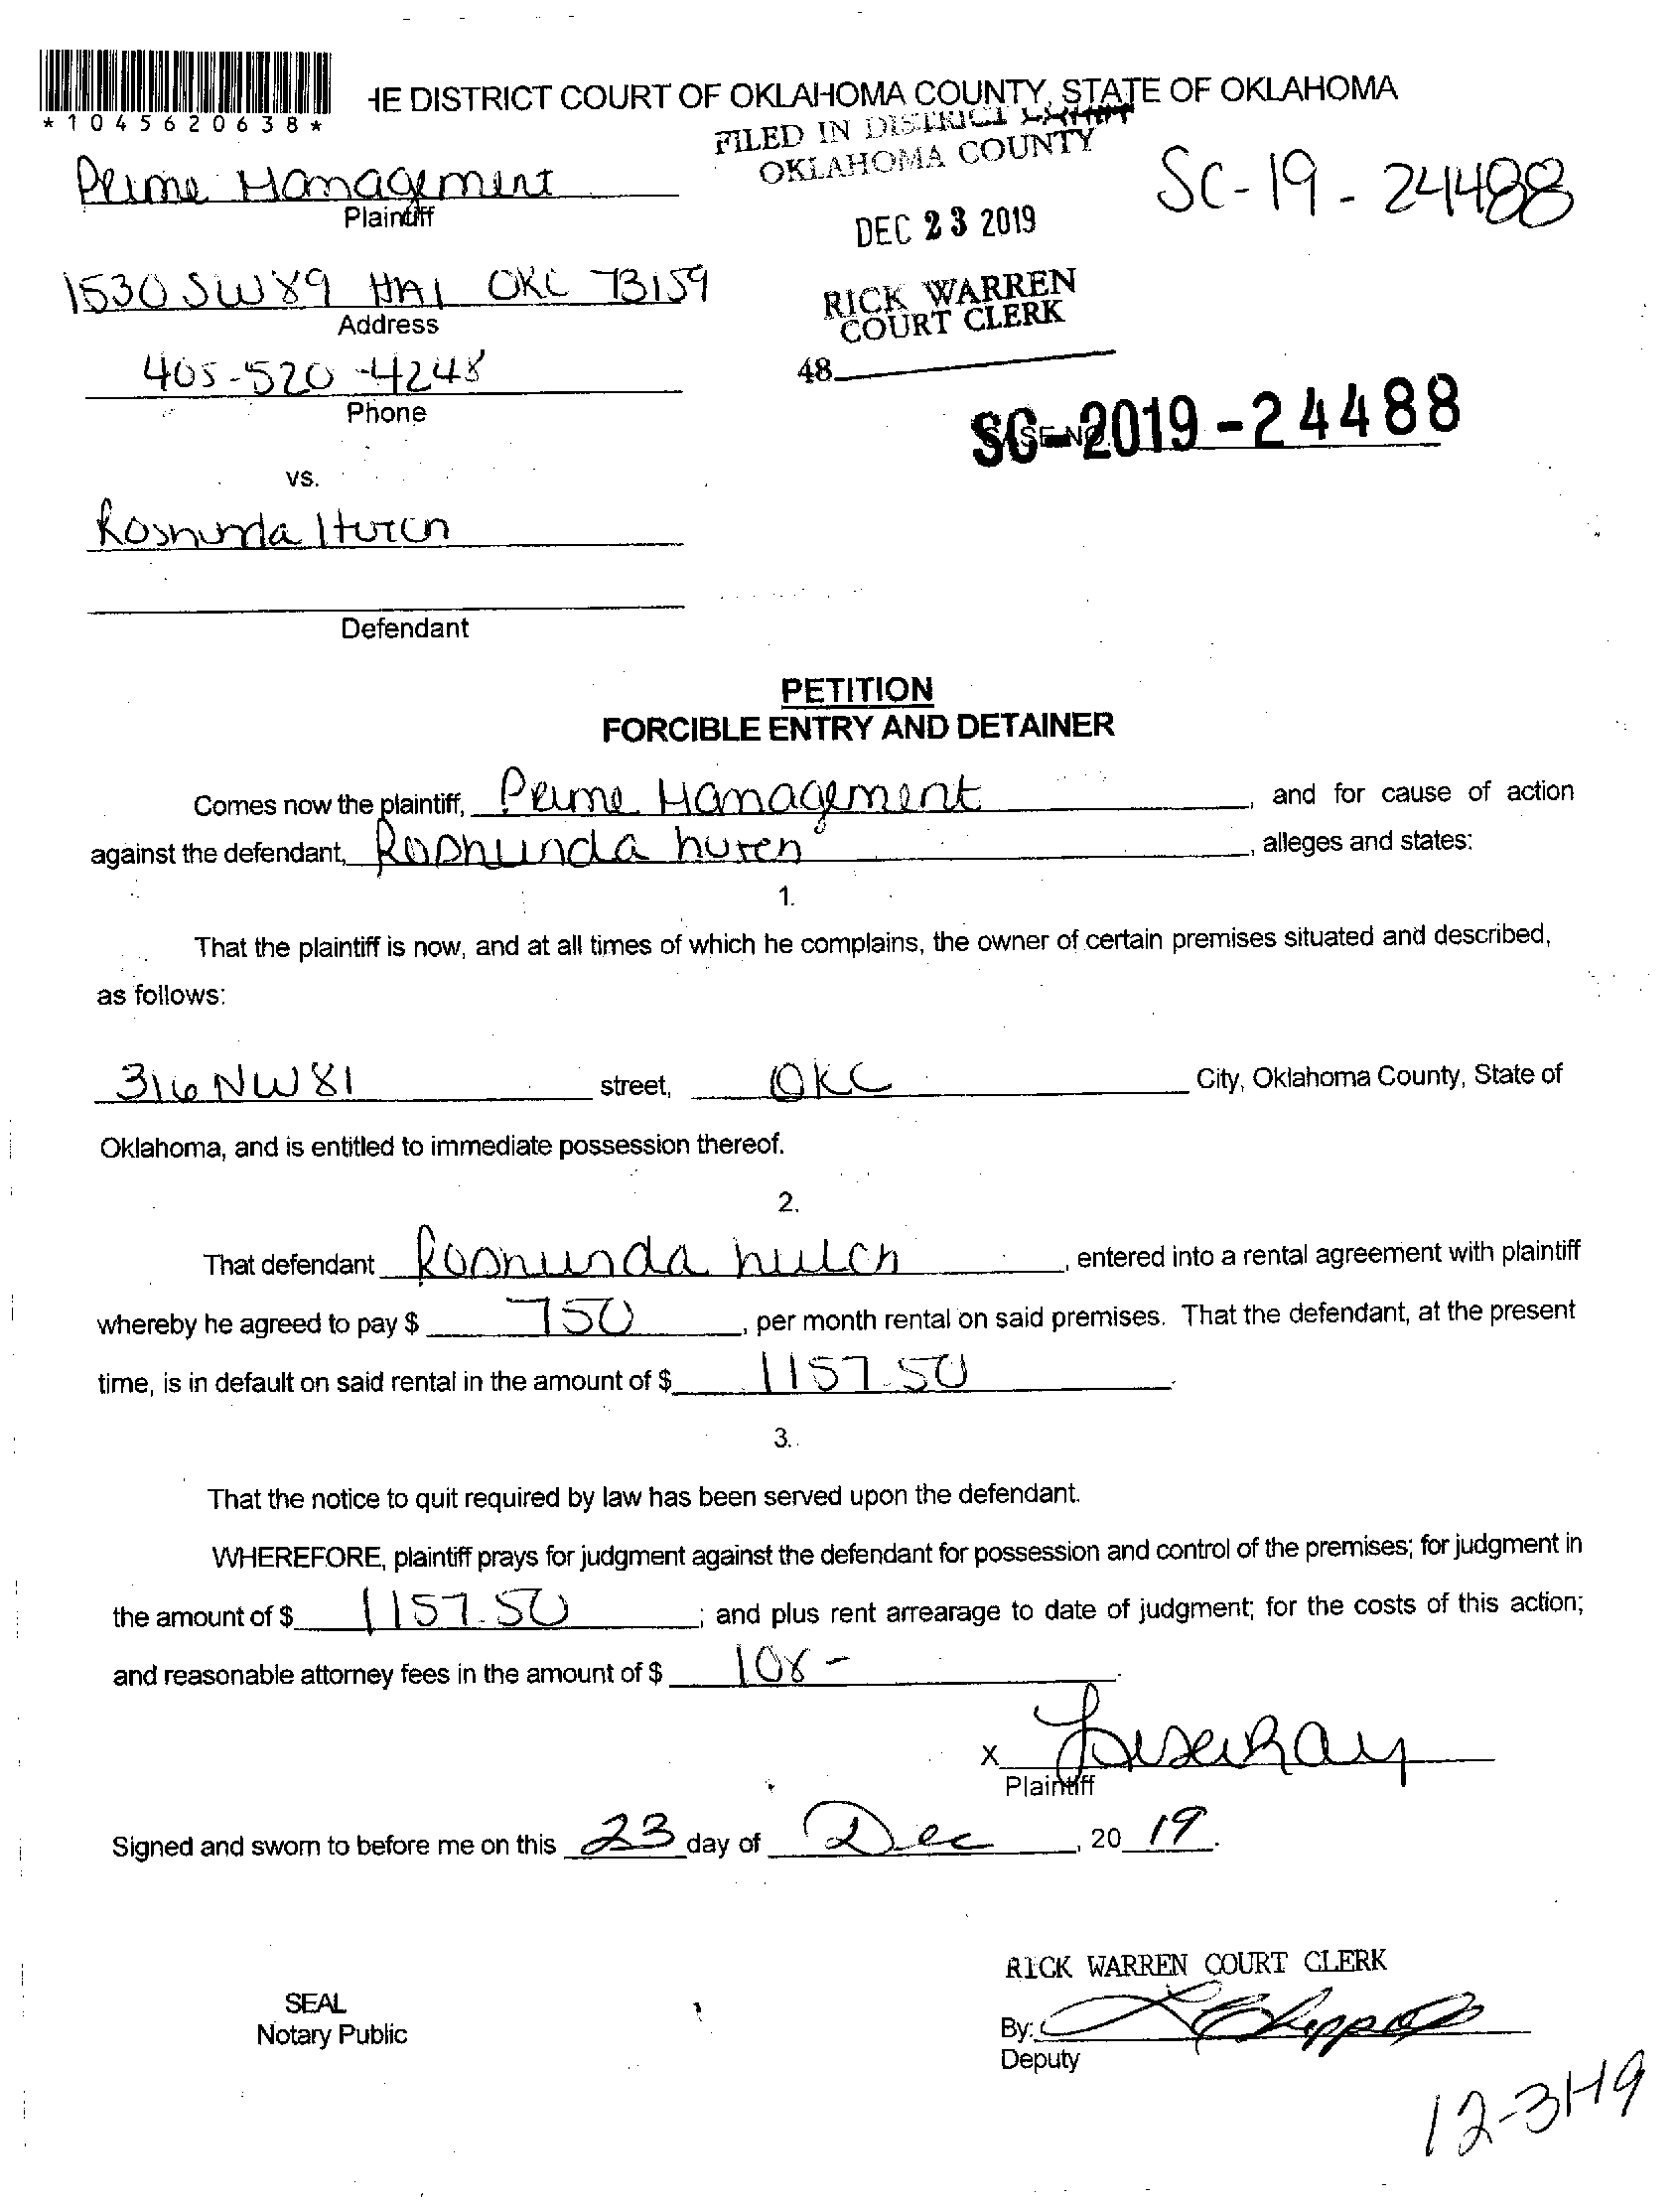 *1045620638*
HE DISTRICT COURT OF OKLAHOMA COUNTY, STATE OF OKLAHOMA
FILED IN DISTRICT COURT
OKLAHOMA COUNTY
SC-19-24488
Prime Management
Plaintiff
DEC 23 2019
1530 SW 89 OKC 73159
Address
RICK WARREN
COURT CLERK
405-520-4248
Phone
48
CASE NO.
SC-2019-24488
vs.
Defendant
PETITION
FORCIBLE ENTRY AND DETAINER
Comes now the plaintiff, Prime Management, and for cause of action
against the defendant, Roshunda, alleges and states:
1.
That the plaintiff is now, and at all times of which he complains, the owner of certain premises situated and described,
as follows:
316 NW 81 street, OKC City, Oklahoma County, State of
Oklahoma, and is entitled to immediate possession thereof.
2.
That defendant Roshunda, entered into a rental agreement with plaintiff
whereby he agreed to pay $ 750, per month rental on said premises. That the defendant, at the present
time, is in default on said rental in the amount of $ 1157.50.
3.
That the notice to quit required by law has been served upon the defendant.
WHEREFORE, plaintiff prays for judgment against the defendant for possession and control of the premises; for judgment in
the amount of $ 1157.50; and plus rent arrearage to date of judgment; for the costs of this action;
and reasonable attorney fees in the amount of $ 108-.
x
Plaintiff
Signed and sworn to before me on this 23 day of Dec, 20 19.
RICK WARREN COURT CLERK
SEAL
Notary Public
By:
Deputy
12-31-19